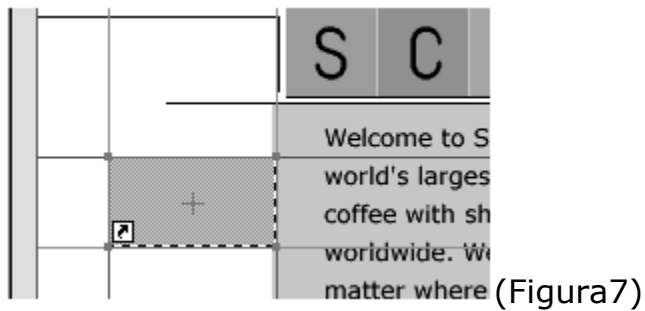 S C
Welcome to S
world's larges
coffee with sh
worldwide. We
matter where
(Figura7)